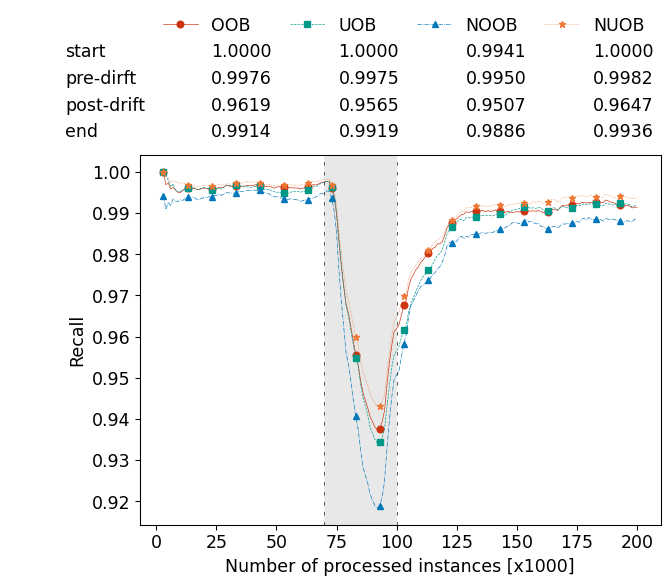 OOB UOB NOOB NUOB
start 1.0000 1.0000 0.9941 1.0000
pre-dirft 0.9976 0.9975 0.9950 0.9982
post-drift 0.9619 0.9565 0.9507 0.9647
end 0.9914 0.9919 0.9886 0.9936
1.00
0.99
0.98
0.97
0.96
0.95
0.94
0.93
0.92
Recall
0 25 50 75 100 125 150 175 200
Number of processed instances [x1000]